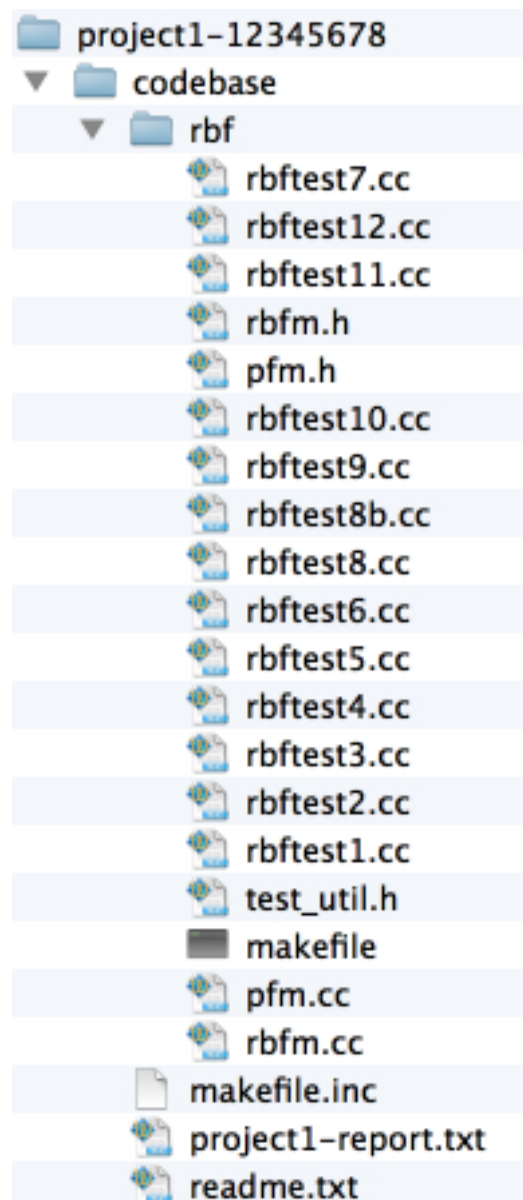 project1-12345678
codebase
rbf
rbftest7.cc
rbftest12.cc
rbftest11.cc
rbfm.h
pfm.h
rbftest10.cc
rbftest9.cc
rbftest8b.cc
rbftest8.cc
rbftest6.cc
rbftest5.cc
rbftest4.cc
rbftest3.cc
rbftest2.cc
rbftest1.cc
test_util.h
makefile
pfm.cc
rbfm.cc
makefile.inc
project1-report.txt
readme.txt